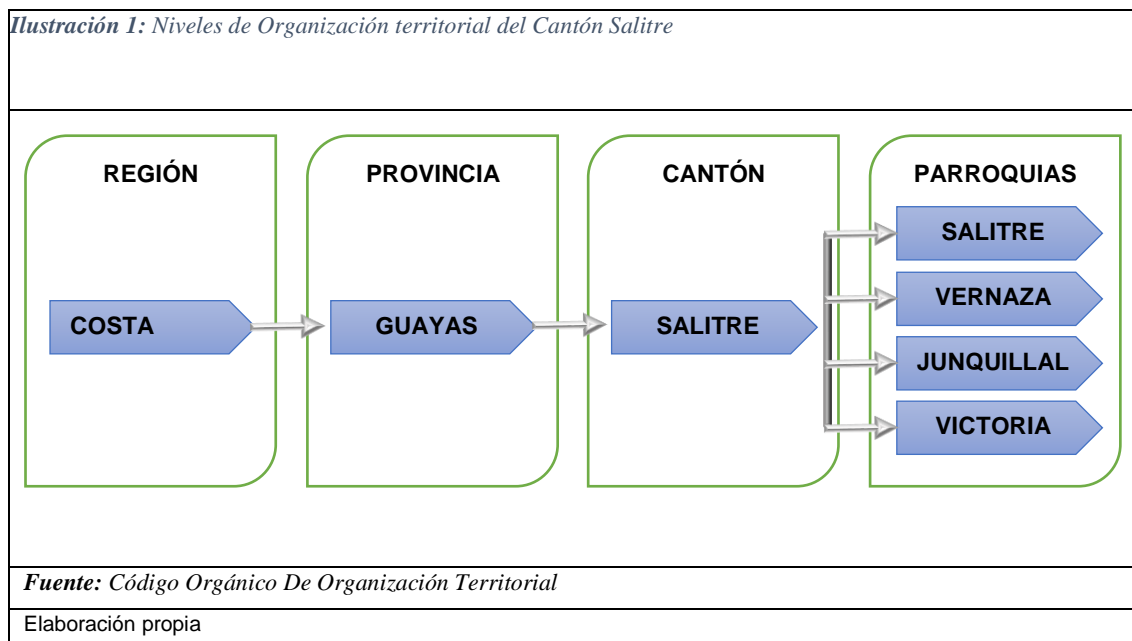 Ilustración 1: Niveles de Organización territorial del Cantón Salitre
REGIÓN
COSTA
PROVINCIA
GUAYAS
CANTÓN
SALITRE
PARROQUIAS
SALITRE
VERNAZA
JUNQUILLAL
VICTORIA
Fuente: Código Orgánico De Organización Territorial
Elaboración propia